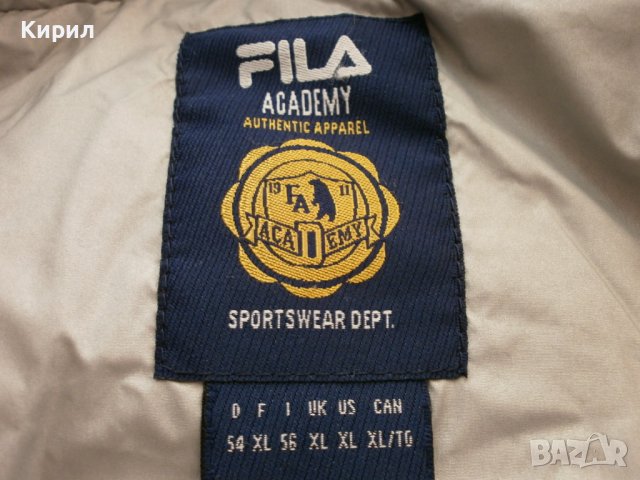 Кирил
FILA
ACADEMY
AUTHENTIC APPAREL
19 11
FA
ACADEMY
SPORTSWEAR DEPT.
D F I UK US CAN
54 XL 56 XL XL XL/TG
BAZAR